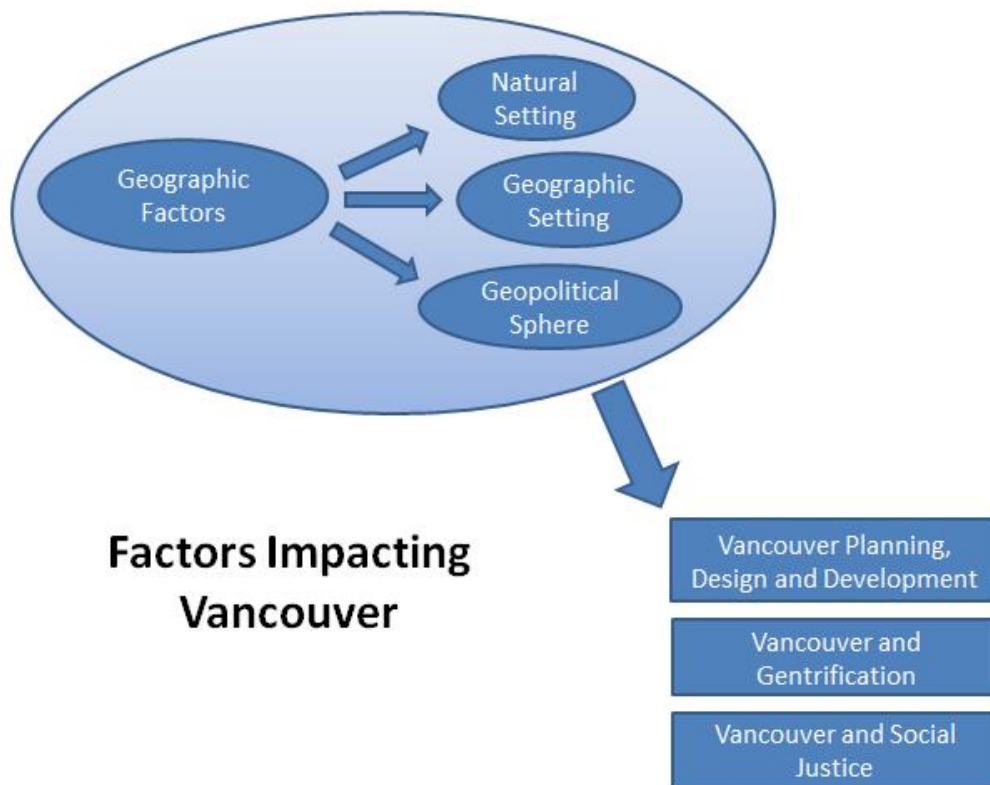 Natural
Setting
Geographic
Factors
Geographic
Setting
Geopolitical
Sphere
Factors Impacting
Vancouver
Vancouver Planning,
Design and Development
Vancouver and
Gentrification
Vancouver and Social
Justice